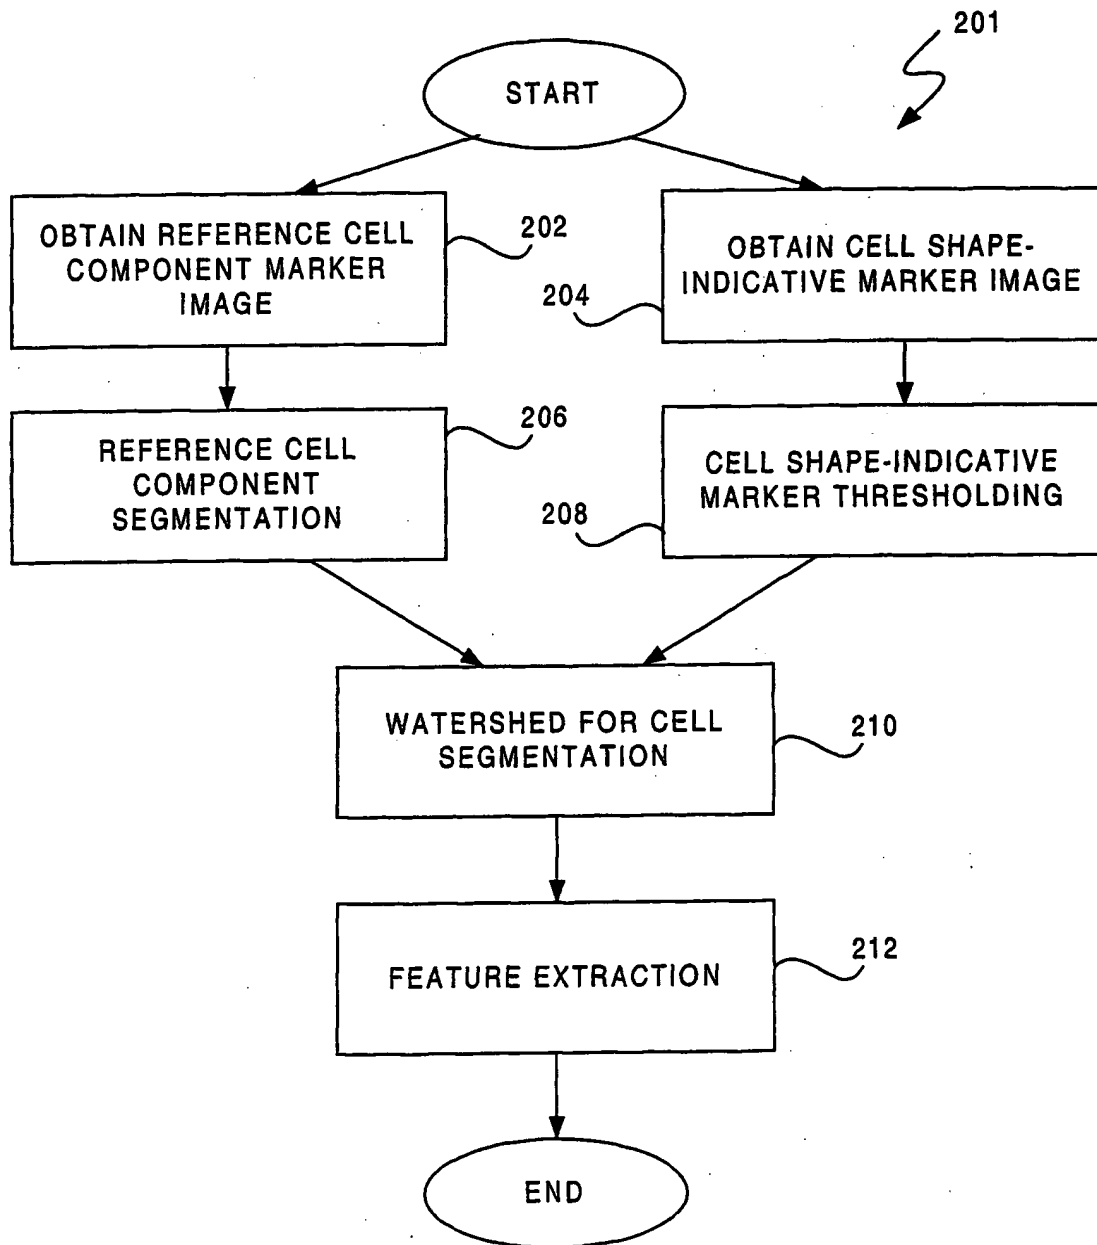 201
START
OBTAIN REFERENCE CELL
COMPONENT MARKER
IMAGE
202
OBTAIN CELL SHAPE-
INDICATIVE MARKER IMAGE
204
REFERENCE CELL
COMPONENT
SEGMENTATION
206
CELL SHAPE-INDICATIVE
MARKER THRESHOLDING
208
WATERSHED FOR CELL
SEGMENTATION
210
FEATURE EXTRACTION
212
END